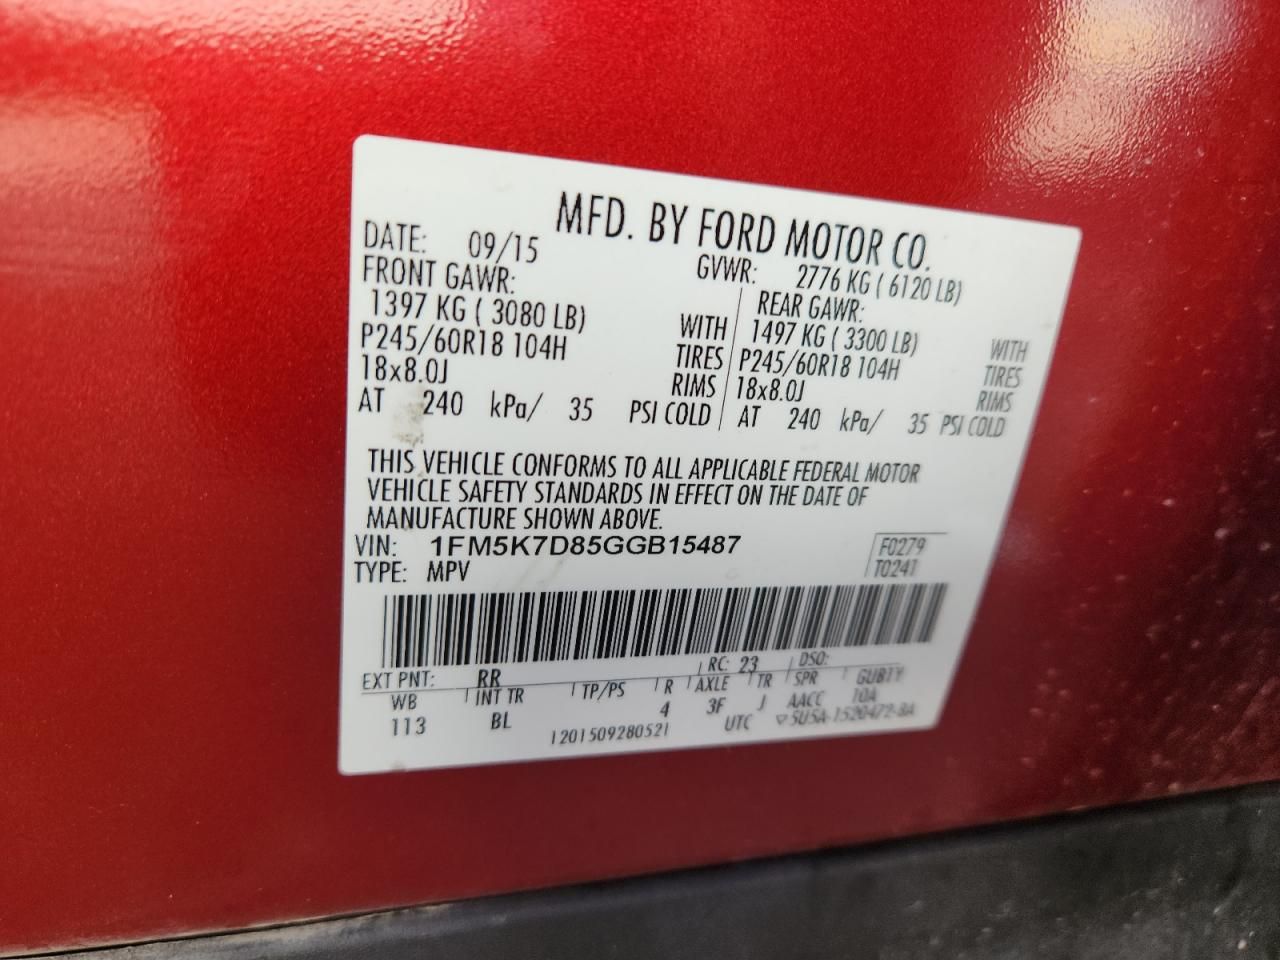 MFD. BY FORD MOTOR CO.
DATE: 09/15 GVWR: 2776 KG ( 6120 LB)
FRONT GAWR: REAR GAWR:
1397 KG ( 3080 LB) WITH 1497 KG ( 3300 LB) WITH
P245/60R18 104H TIRES P245/60R18 104H TIRES
18x8.0J RIMS 18x8.0J RIMS
AT 240 kPa/ 35 PSI COLD AT 240 kPa/ 35 PSI COLD
THIS VEHICLE CONFORMS TO ALL APPLICABLE FEDERAL MOTOR
VEHICLE SAFETY STANDARDS IN EFFECT ON THE DATE OF
MANUFACTURE SHOWN ABOVE.
VIN: 1FM5K7D85GGB15487 F0279
TYPE: MPV T0241
EXT PNT: RR RC: 23 DSO:
WB INT TR TP/PS R AXLE TR SPR GUB1Y
113 BL 4 3F J AACC 10A
1201509280521 UTC ▽5U5A-1520472-8A